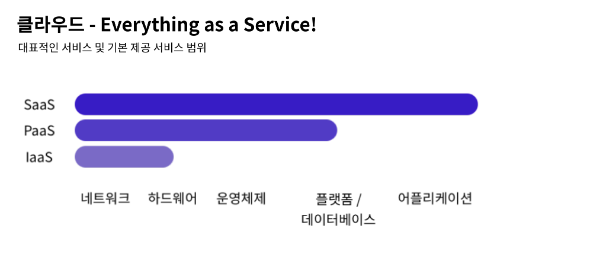 클라우드 - Everything as a Service!
대표적인 서비스 및 기본 제공 서비스 범위
SaaS
PaaS
IaaS
네트워크 하드웨어 운영체제 플랫폼 / 어플리케이션
데이터베이스